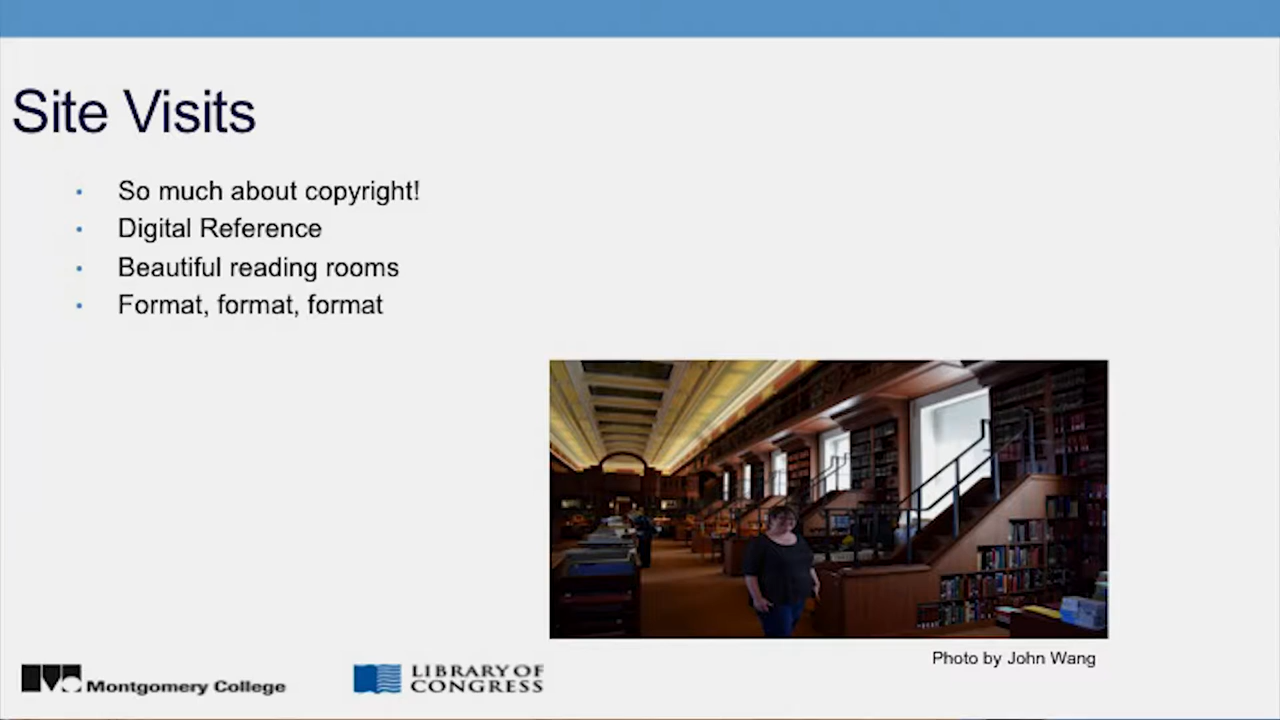 Site Visits
So much about copyright!
Digital Reference
Beautiful reading rooms
Format, format, format
Photo by John Wang
Montgomery College
LIBRARY OF
CONGRESS